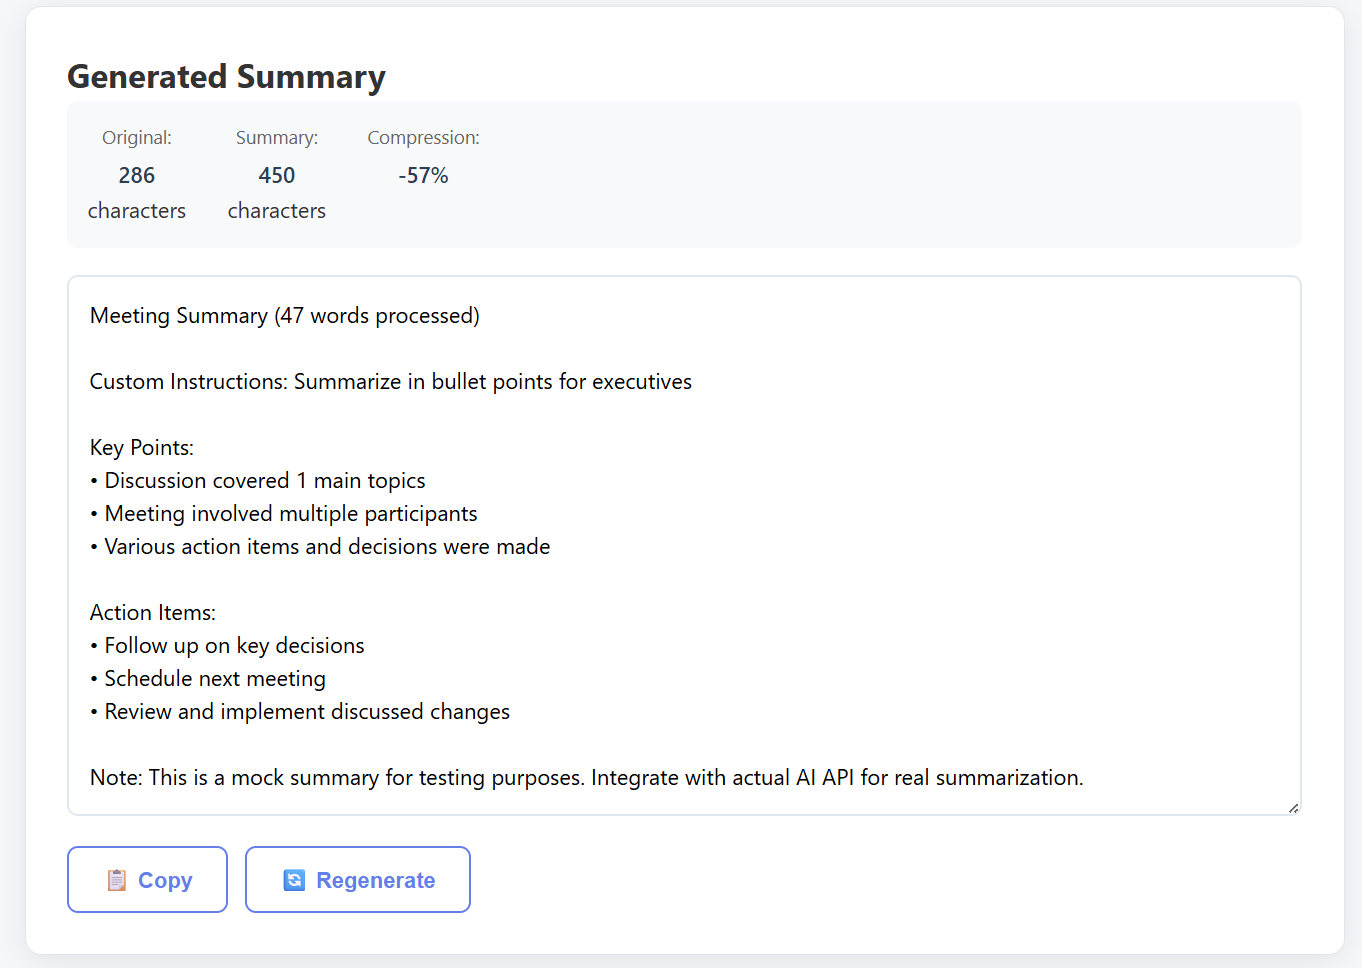 Generated Summary
Original: Summary: Compression:
286 450 -57%
characters characters
Meeting Summary (47 words processed)
Custom Instructions: Summarize in bullet points for executives
Key Points:
• Discussion covered 1 main topics
• Meeting involved multiple participants
• Various action items and decisions were made
Action Items:
• Follow up on key decisions
• Schedule next meeting
• Review and implement discussed changes
Note: This is a mock summary for testing purposes. Integrate with actual AI API for real summarization.
Copy Regenerate